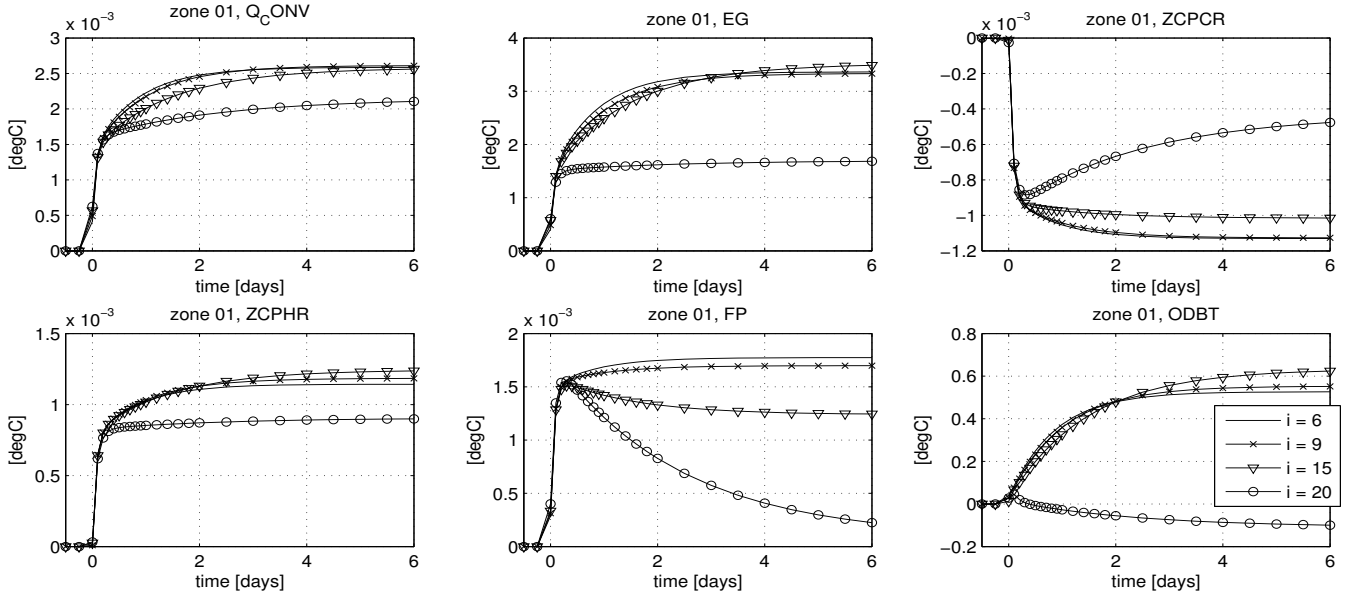 zone 01, Q_CONV
x 10^-3
3
2.5
2
1.5
1
0.5
0
[degC]
0 2 4 6
time [days]
zone 01, EG
4
3
2
1
0
[degC]
0 2 4 6
time [days]
zone 01, ZCPCR
x 10^-3
0
−0.2
−0.4
−0.6
−0.8
−1
−1.2
[degC]
0 2 4 6
time [days]
zone 01, ZCPHR
x 10^-3
1.5
1
0.5
0
[degC]
0 2 4 6
time [days]
zone 01, FP
x 10^-3
2
1.5
1
0.5
0
[degC]
0 2 4 6
time [days]
zone 01, ODBT
0.8
0.6
0.4
0.2
0
−0.2
[degC]
0 2 4 6
time [days]
i = 6
i = 9
i = 15
i = 20